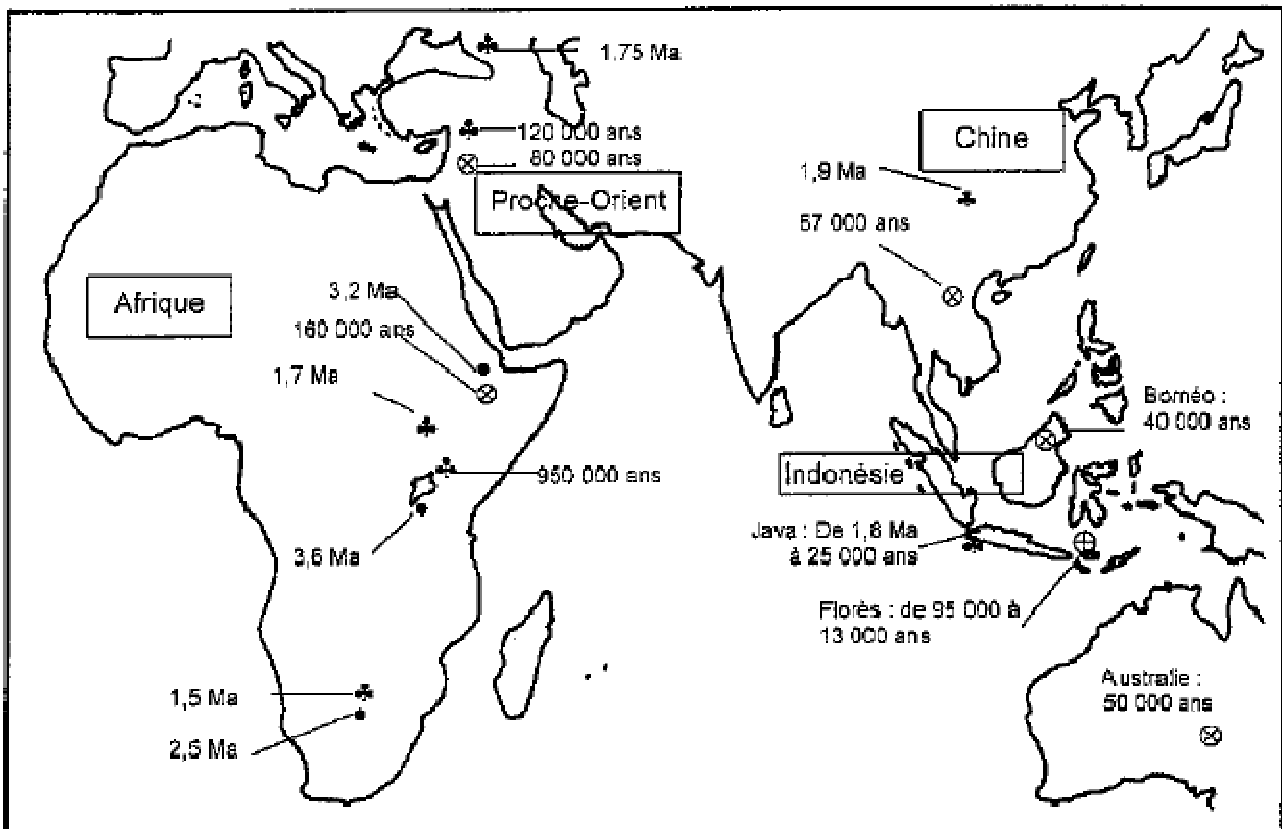 1.75 Ma
120 000 ans
80 000 ans
Proche-Orient
Chine
1,9 Ma
67 000 ans
Afrique
3,2 Ma
160 000 ans
1,7 Ma
950 000 ans
3,6 Ma
Bornéo :
40 000 ans
Indonésie
Java : De 1,8 Ma
à 25 000 ans
Florès : de 95 000 à
13 000 ans
1,5 Ma
2,5 Ma
Australie :
50 000 ans